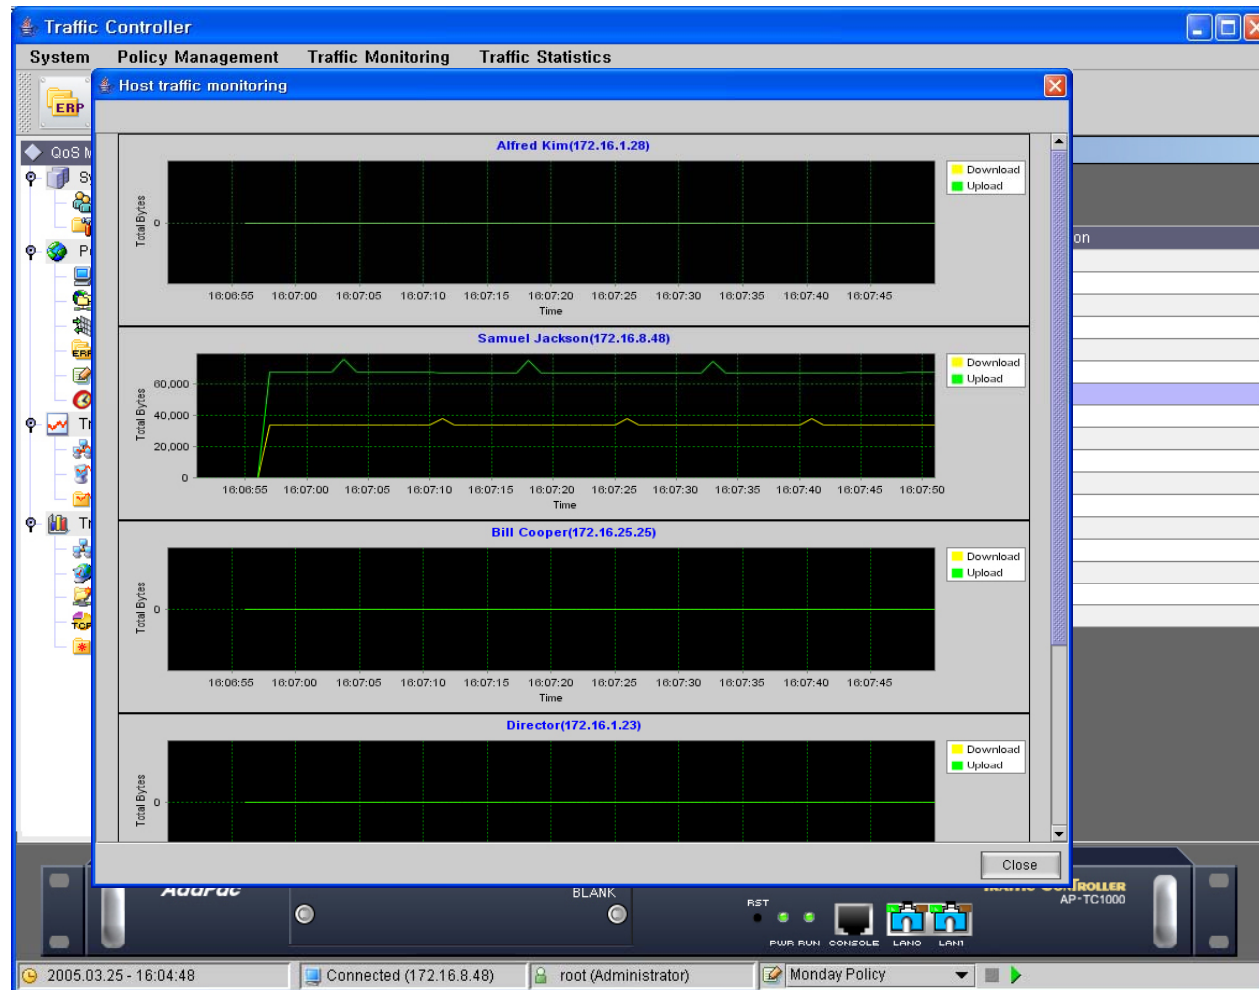 Traffic Controller
System Policy Management Traffic Monitoring Traffic Statistics
Host traffic monitoring
ERP
QoS
Alfred Kim(172.16.1.28)
Download
Upload
Total Bytes
0
16:06:55 16:07:00 16:07:05 16:07:10 16:07:15 16:07:20 16:07:25 16:07:30 16:07:35 16:07:40 16:07:45
Time
on
Samuel Jackson(172.16.8.48)
Download
Upload
Total Bytes
60,000
40,000
20,000
0
16:06:55 16:07:00 16:07:05 16:07:10 16:07:15 16:07:20 16:07:25 16:07:30 16:07:35 16:07:40 16:07:45 16:07:50
Time
ERP
Bill Cooper(172.16.25.25)
Download
Upload
Total Bytes
0
16:06:55 16:07:00 16:07:05 16:07:10 16:07:15 16:07:20 16:07:25 16:07:30 16:07:35 16:07:40 16:07:45
Time
TCP
Director(172.16.1.23)
Download
Upload
Total Bytes
0
Close
AddPac
BLANK
TRAFFIC CONTROLLER
AP-TC1000
RST
PWR RUN CONSOLE LAN0 LAN1
2005.03.25 - 16:04:48 Connected (172.16.8.48) root (Administrator) Monday Policy